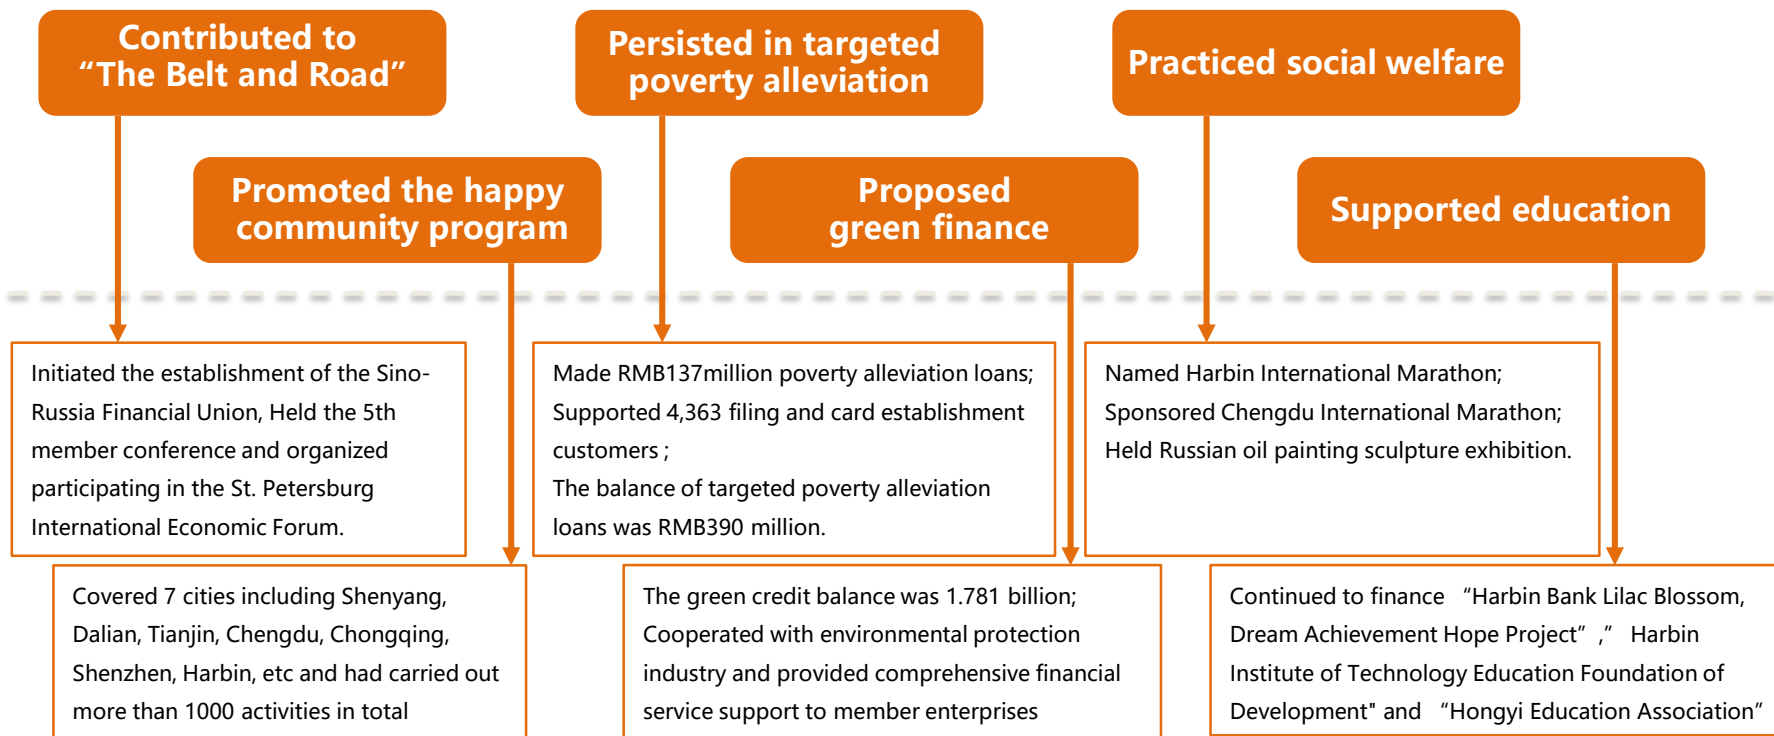 Contributed to
“The Belt and Road”
Persisted in targeted
poverty alleviation
Practiced social welfare
Promoted the happy
community program
Proposed
green finance
Supported education
Initiated the establishment of the Sino-
Russia Financial Union, Held the 5th
member conference and organized
participating in the St. Petersburg
International Economic Forum.
Made RMB137million poverty alleviation loans;
Supported 4,363 filing and card establishment
customers ;
The balance of targeted poverty alleviation
loans was RMB390 million.
Named Harbin International Marathon;
Sponsored Chengdu International Marathon;
Held Russian oil painting sculpture exhibition.
Covered 7 cities including Shenyang,
Dalian, Tianjin, Chengdu, Chongqing,
Shenzhen, Harbin, etc and had carried out
more than 1000 activities in total
The green credit balance was 1.781 billion;
Cooperated with environmental protection
industry and provided comprehensive financial
service support to member enterprises
Continued to finance “Harbin Bank Lilac Blossom,
Dream Achievement Hope Project” ,” Harbin
Institute of Technology Education Foundation of
Development" and “Hongyi Education Association”